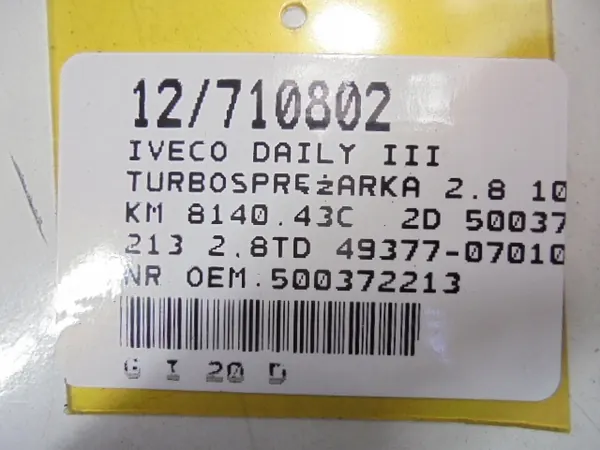 12/710802
IVECO DAILY III
TURBOSPRĘŻARKA 2.8 10
KM 8140.43C 2D 50037
213 2.8TD 49377-07010
NR OEM.500372213
G I 20 D